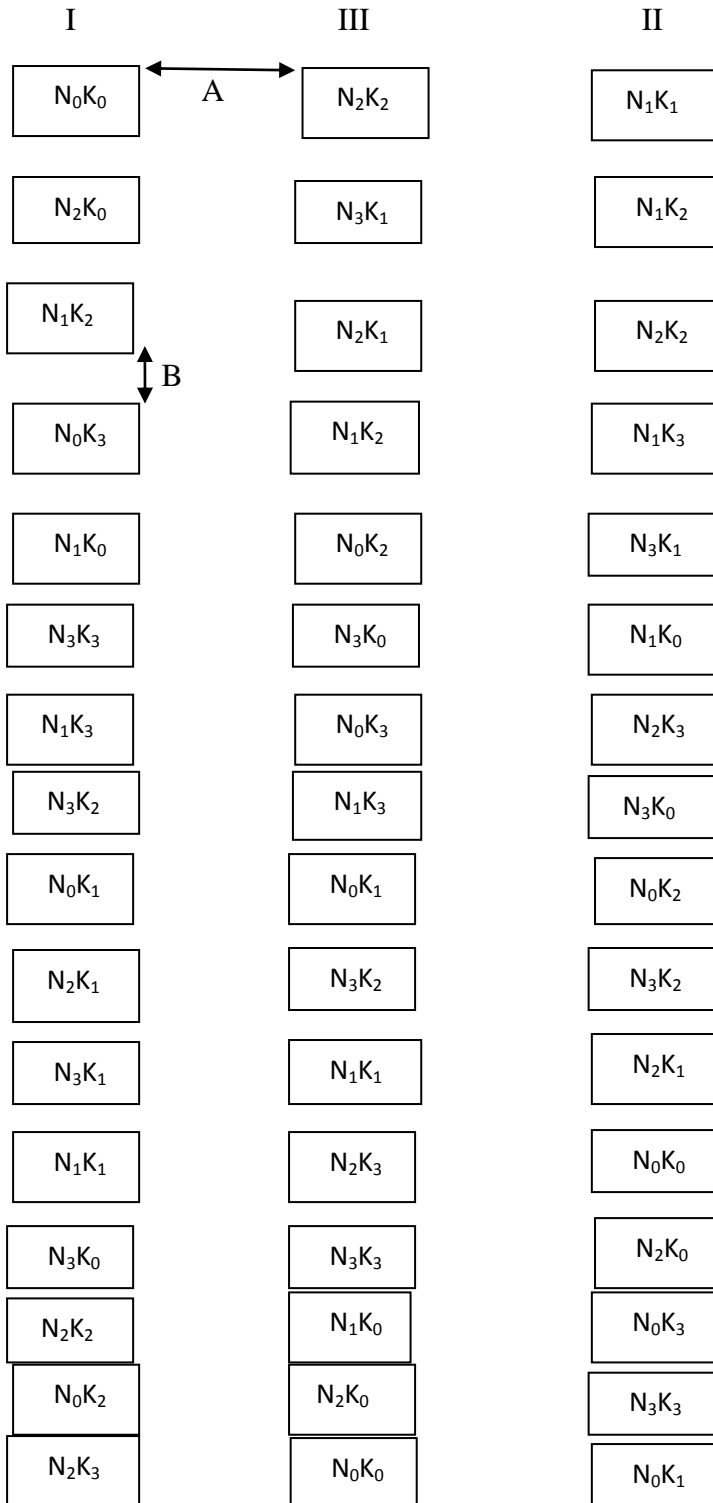 I III II
A
N₀K₀ N₂K₂ N₁K₁
N₂K₀ N₃K₁ N₁K₂
N₁K₂ N₂K₁ N₂K₂
B
N₀K₃ N₁K₂ N₁K₃
N₁K₀ N₀K₂ N₃K₁
N₃K₃ N₃K₀ N₁K₀
N₁K₃ N₀K₃ N₂K₃
N₃K₂ N₁K₃ N₃K₀
N₀K₁ N₀K₁ N₀K₂
N₂K₁ N₃K₂ N₃K₂
N₃K₁ N₁K₁ N₂K₁
N₁K₁ N₂K₃ N₀K₀
N₃K₀ N₃K₃ N₂K₀
N₂K₂ N₁K₀ N₀K₃
N₀K₂ N₂K₀ N₃K₃
N₂K₃ N₀K₀ N₀K₁